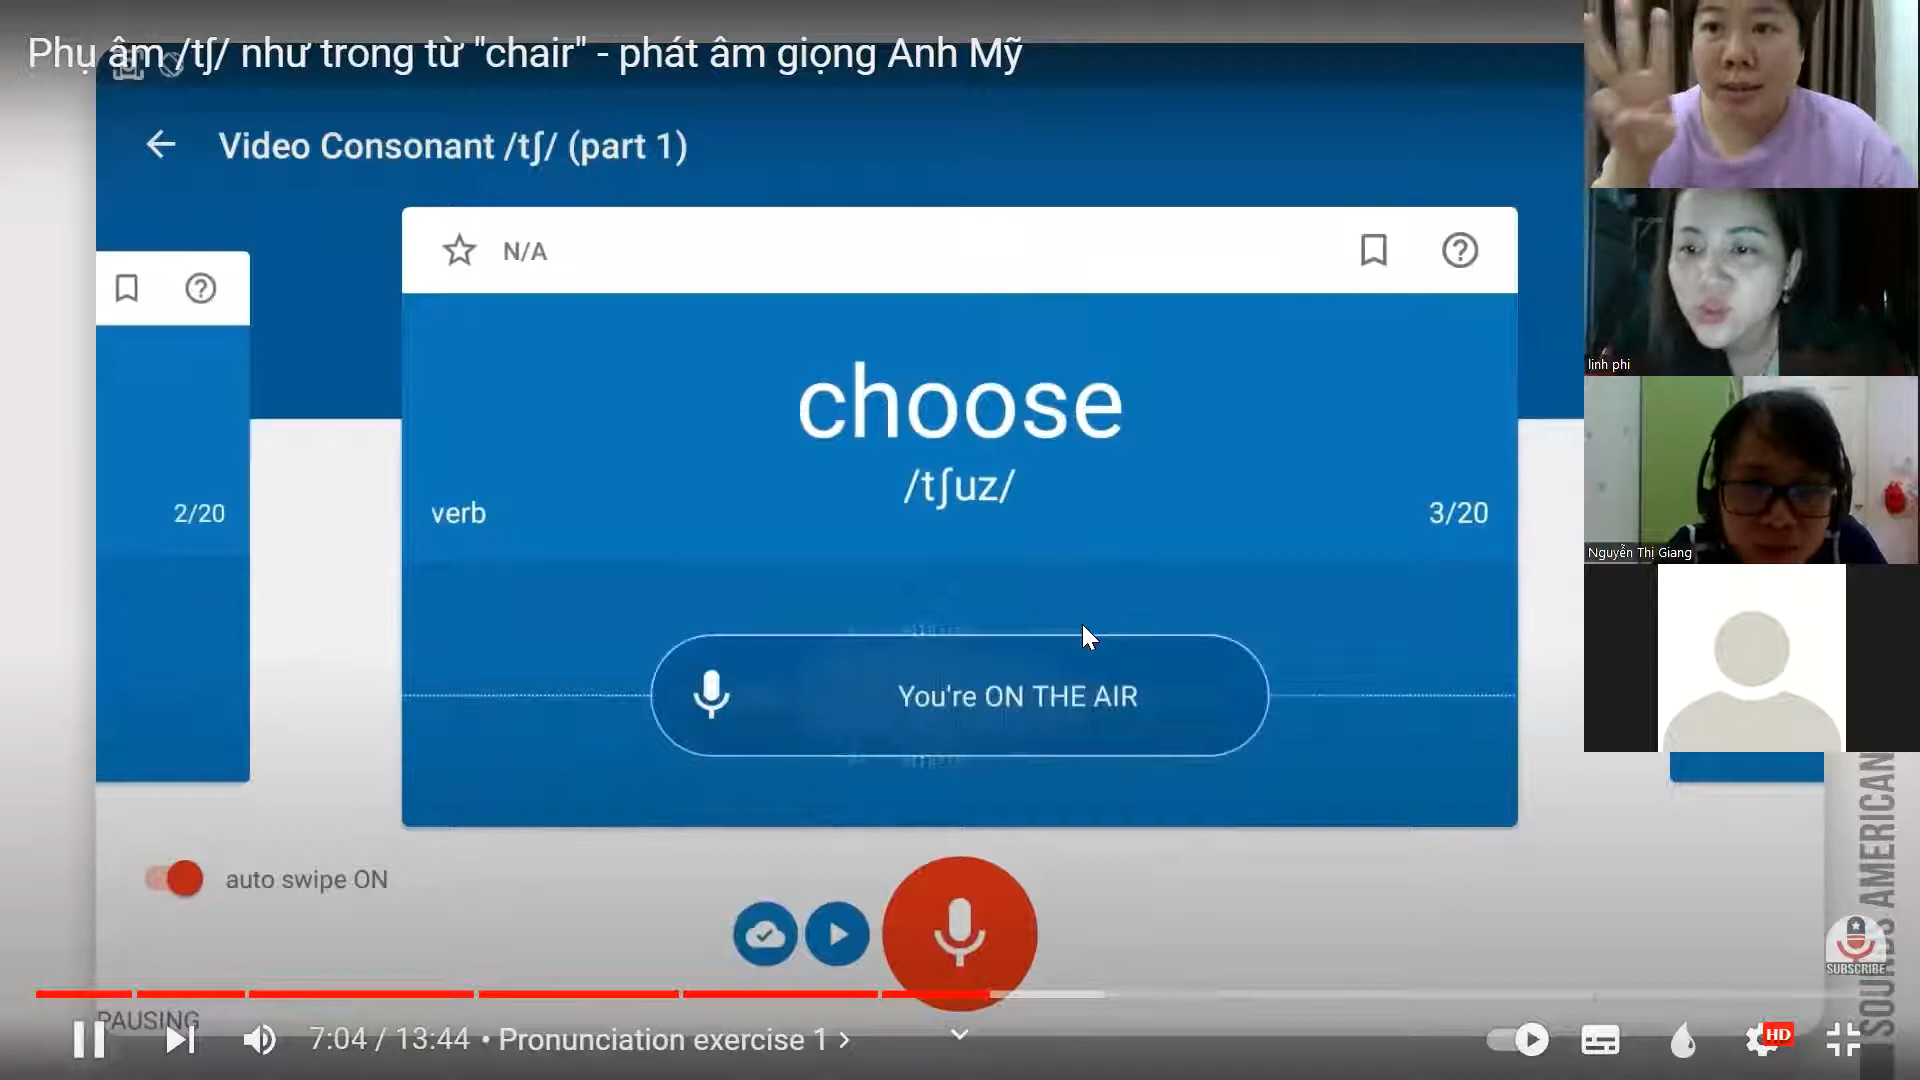 Phụ âm /tʃ/ như trong từ "chair" - phát âm giọng Anh Mỹ
Video Consonant /tʃ/ (part 1)
N/A
choose
/tʃuz/
verb
2/20
3/20
You're ON THE AIR
auto swipe ON
linh phi
Nguyễn Thị Giang
SOUNDS AMERICAN
SUBSCRIBE
PAUSING
7:04 / 13:44 • Pronunciation exercise 1 ›
HD